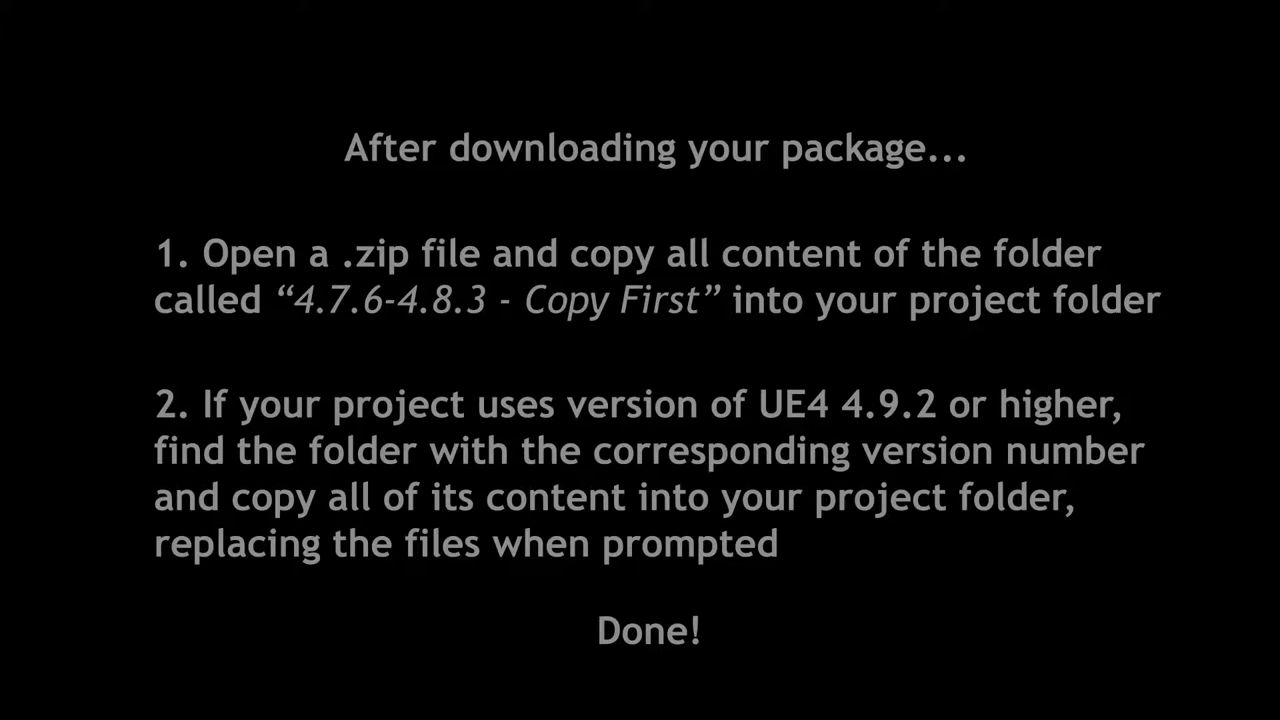 After downloading your package...
1. Open a .zip file and copy all content of the folder
called “4.7.6-4.8.3 - Copy First” into your project folder
2. If your project uses version of UE4 4.9.2 or higher,
find the folder with the corresponding version number
and copy all of its content into your project folder,
replacing the files when prompted
Done!